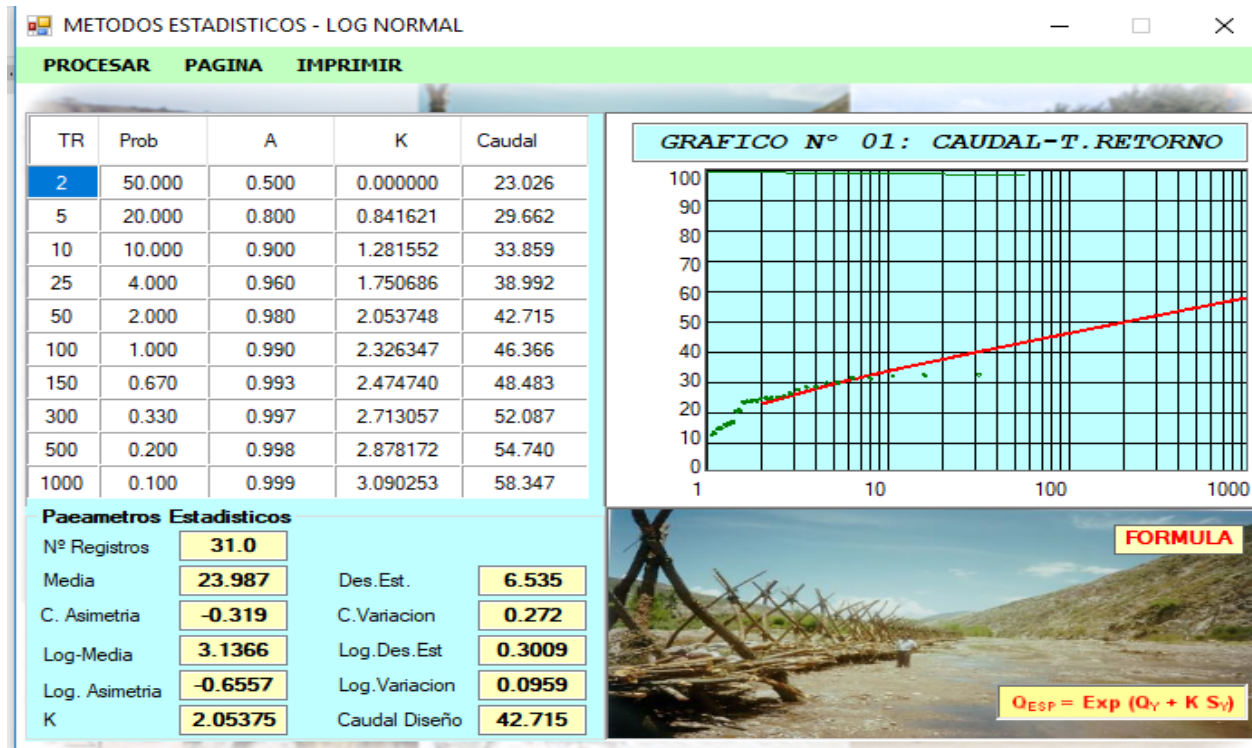 METODOS ESTADISTICOS - LOG NORMAL
PROCESAR PAGINA IMPRIMIR
TR Prob A K Caudal
2 50.000 0.500 0.000000 23.026
5 20.000 0.800 0.841621 29.662
10 10.000 0.900 1.281552 33.859
25 4.000 0.960 1.750686 38.992
50 2.000 0.980 2.053748 42.715
100 1.000 0.990 2.326347 46.366
150 0.670 0.993 2.474740 48.483
300 0.330 0.997 2.713057 52.087
500 0.200 0.998 2.878172 54.740
1000 0.100 0.999 3.090253 58.347
GRAFICO Nº 01: CAUDAL-T.RETORNO
100
90
80
70
60
50
40
30
20
10
0
1 10 100 1000
Paeametros Estadisticos
Nº Registros 31.0
Media 23.987 Des.Est. 6.535
C. Asimetria -0.319 C.Variacion 0.272
Log-Media 3.1366 Log.Des.Est 0.3009
Log. Asimetria -0.6557 Log.Variacion 0.0959
K 2.05375 Caudal Diseño 42.715
FORMULA
QESP = Exp (QY + K SY)